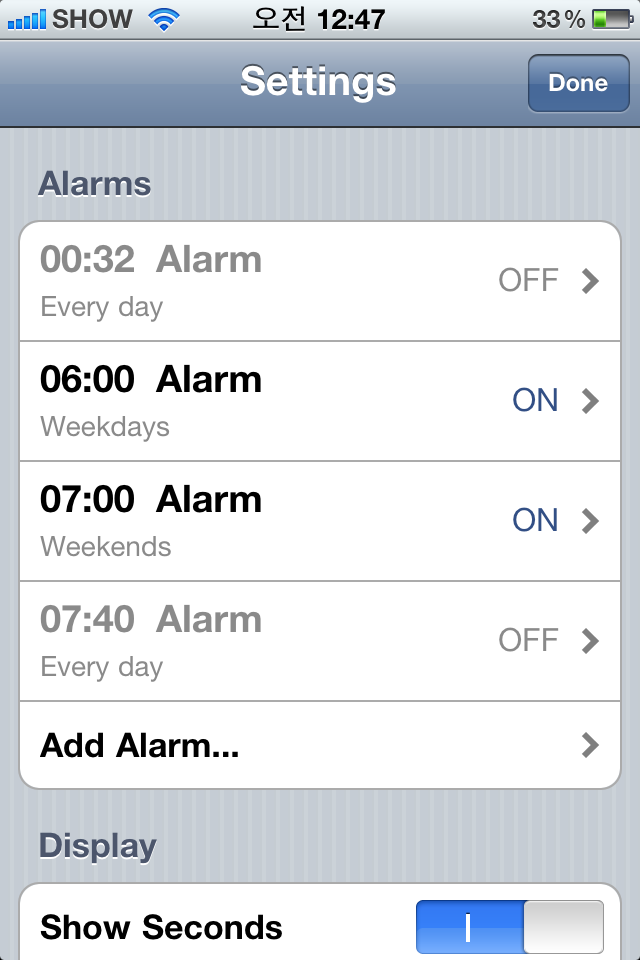 SHOW 오전 12:47 33 %
Settings
Done
Alarms
00:32 Alarm
Every day
OFF
06:00 Alarm
Weekdays
ON
07:00 Alarm
Weekends
ON
07:40 Alarm
Every day
OFF
Add Alarm...
Display
Show Seconds